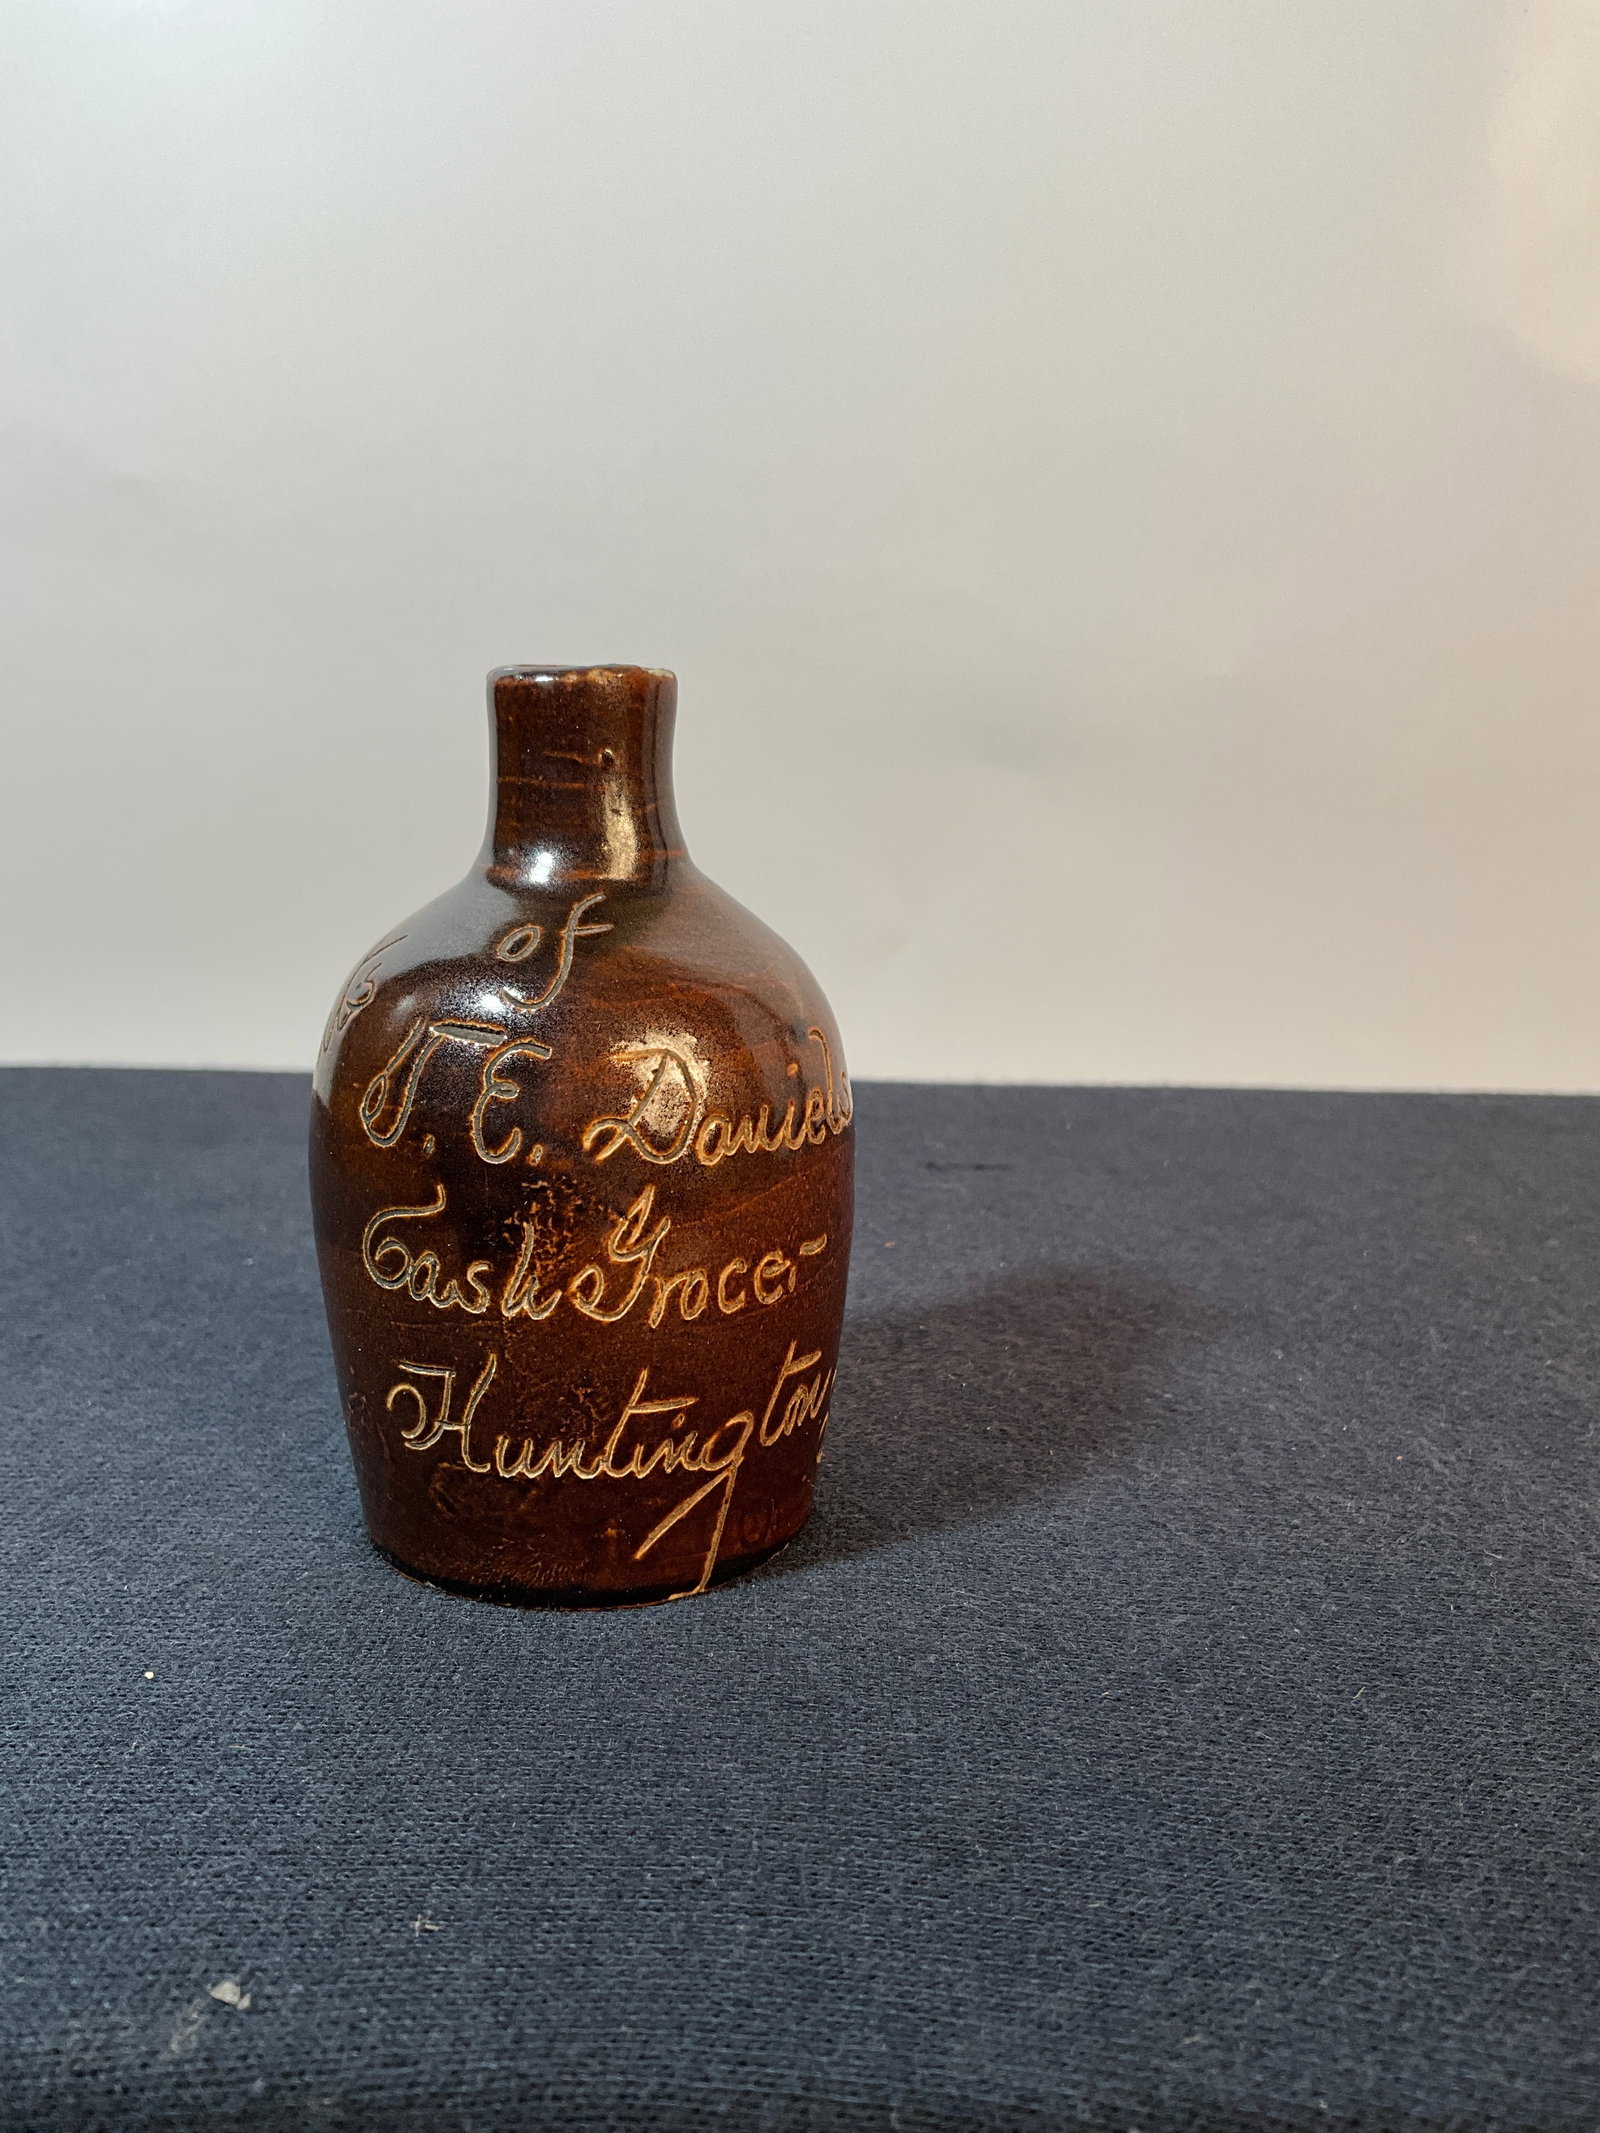 of
T. E. Daniels
Cash Grocer
Huntington